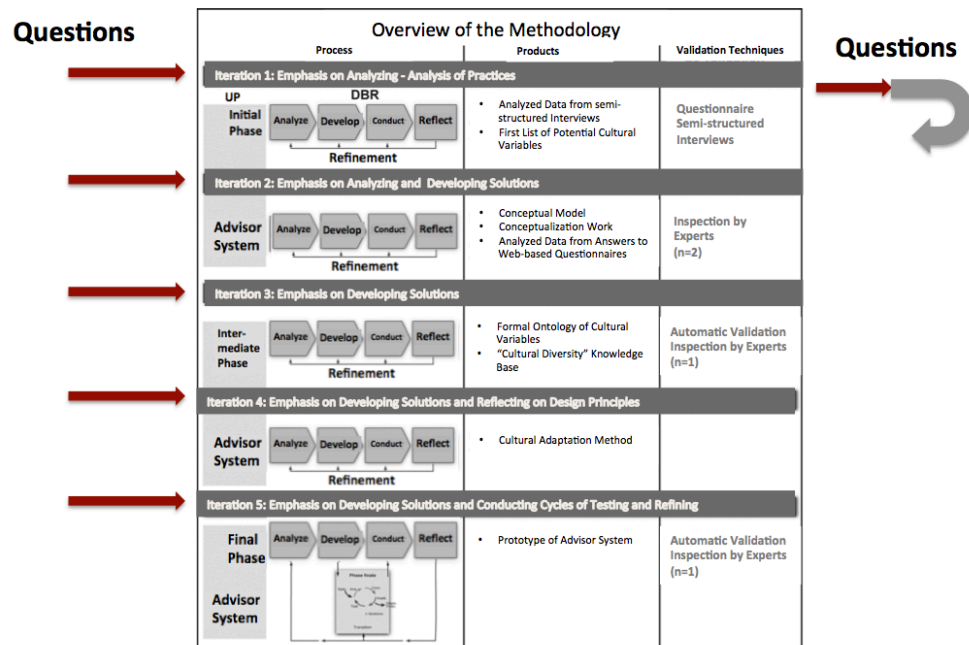 Questions
Questions
Overview of the Methodology
Process
Products
Validation Techniques
Iteration 1: Emphasis on Analyzing - Analysis of Practices
UP
Initial
Phase
DBR
Analyze
Develop
Conduct
Reflect
Refinement
• Analyzed Data from semi-
structured Interviews
• First List of Potential Cultural
Variables
Questionnaire
Semi-structured
Interviews
Iteration 2: Emphasis on Analyzing and Developing Solutions
Advisor
System
Analyze
Develop
Conduct
Reflect
Refinement
• Conceptual Model
• Conceptualization Work
• Analyzed Data from Answers to
Web-based Questionnaires
Inspection by
Experts
(n=2)
Iteration 3: Emphasis on Developing Solutions
Inter-
mediate
Phase
Analyze
Develop
Conduct
Reflect
Refinement
• Formal Ontology of Cultural
Variables
• “Cultural Diversity” Knowledge
Base
Automatic Validation
Inspection by Experts
(n=1)
Iteration 4: Emphasis on Developing Solutions and Reflecting on Design Principles
Advisor
System
Analyze
Develop
Conduct
Reflect
Refinement
• Cultural Adaptation Method
Iteration 5: Emphasis on Developing Solutions and Conducting Cycles of Testing and Refining
Final
Phase
Advisor
System
Analyze
Develop
Conduct
Reflect
Transition
• Prototype of Advisor System
Automatic Validation
Inspection by Experts
(n=1)